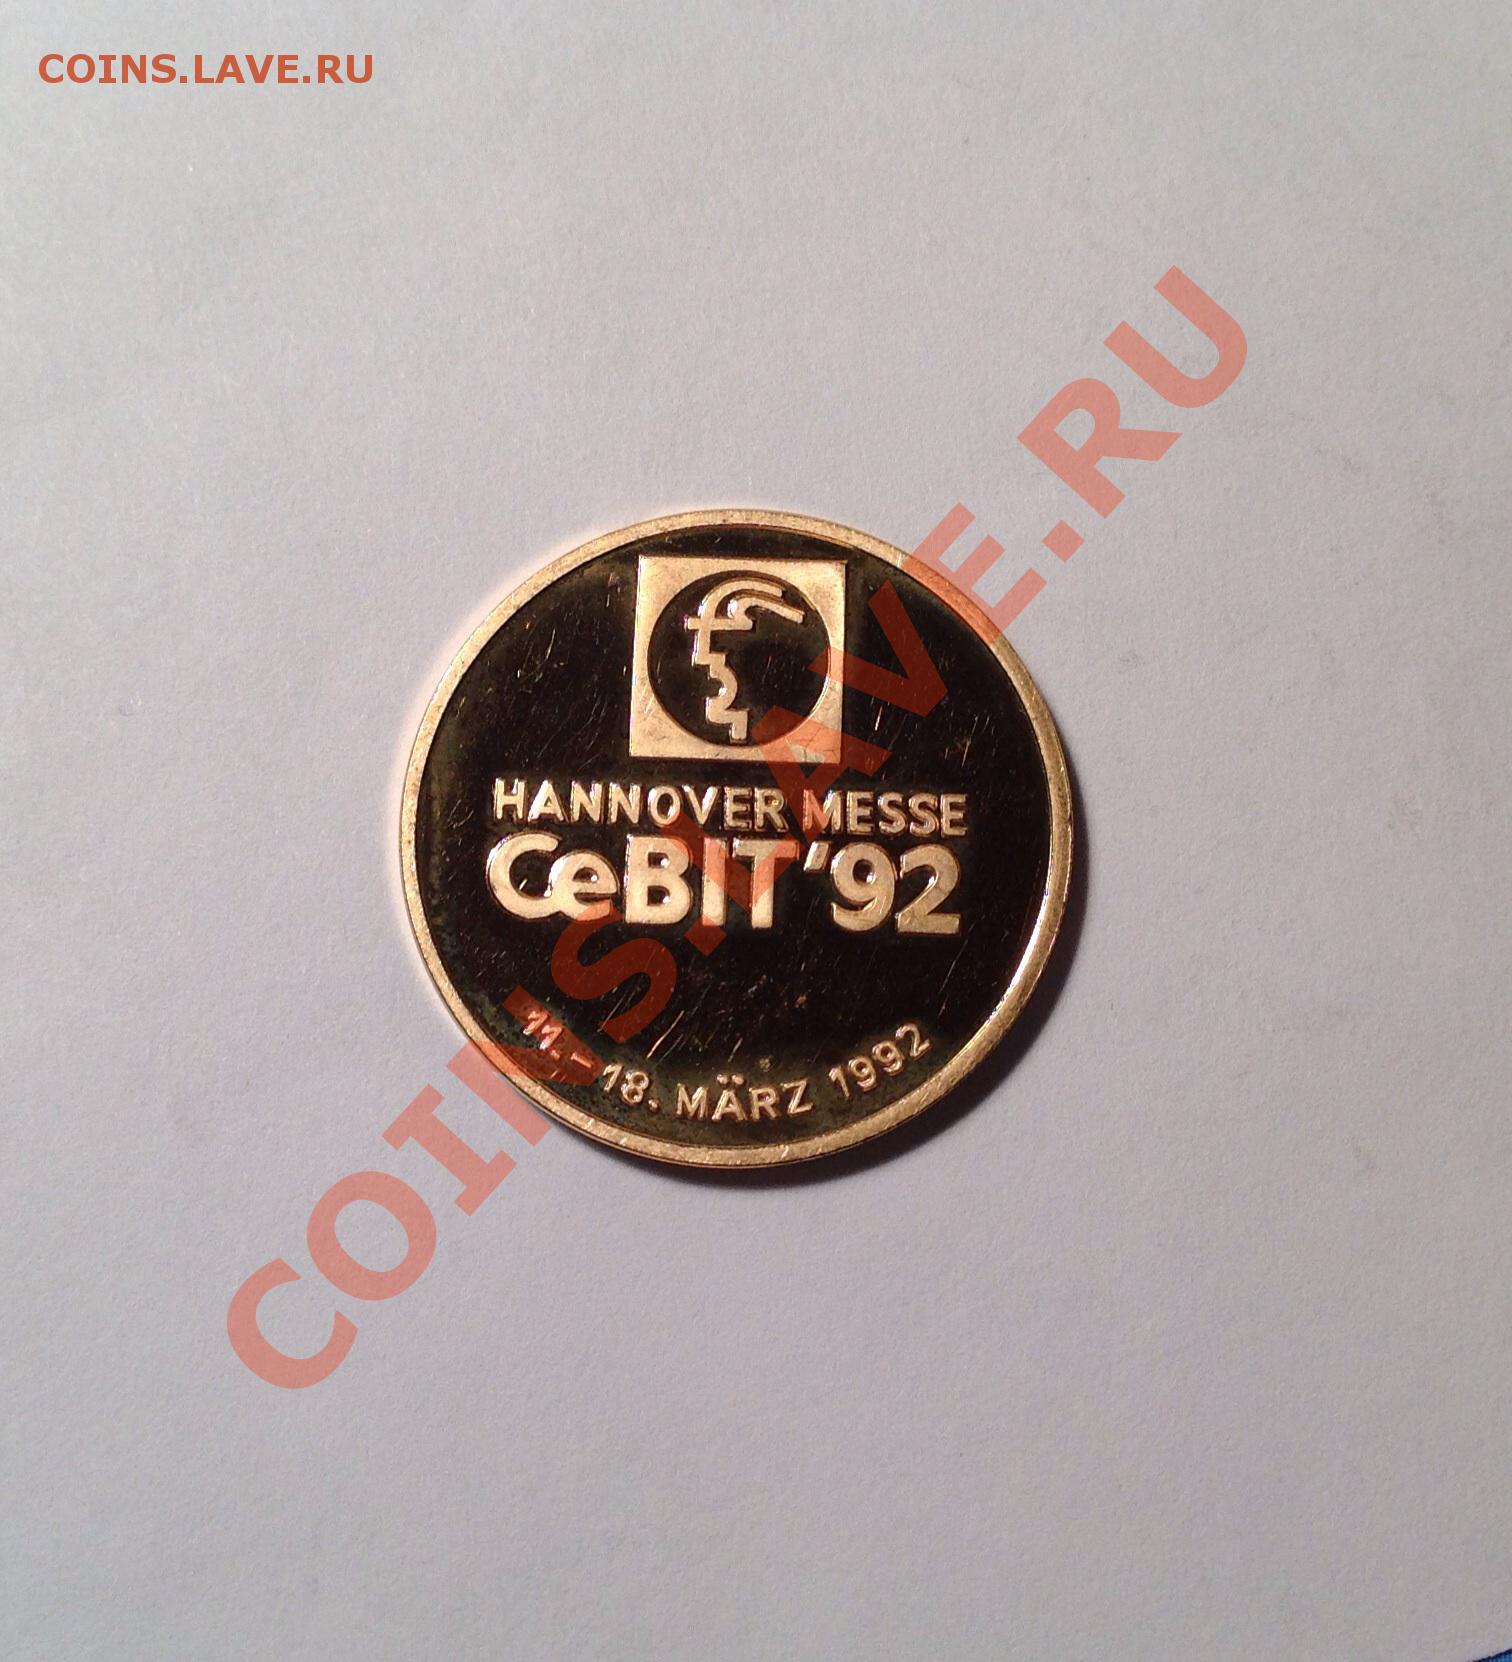 COINS.LAVE.RU
HANNOVER MESSE
CeBIT '92
11.-18. MÄRZ 1992
COINS.LAVE.RU